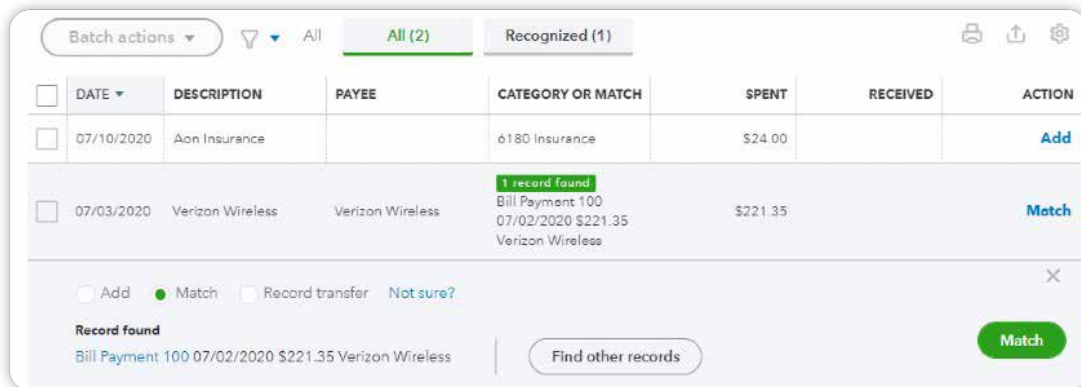 Batch actions All All (2) Recognized (1)
DATE DESCRIPTION PAYEE CATEGORY OR MATCH SPENT RECEIVED ACTION
07/10/2020 Aon Insurance 6180 Insurance $24.00 Add
1 record found
07/03/2020 Verizon Wireless Verizon Wireless Bill Payment 100 $221.35 Match
07/02/2020 $221.35
Verizon Wireless
Add Match Record transfer Not sure?
Record found
Bill Payment 100 07/02/2020 $221.35 Verizon Wireless Find other records Match